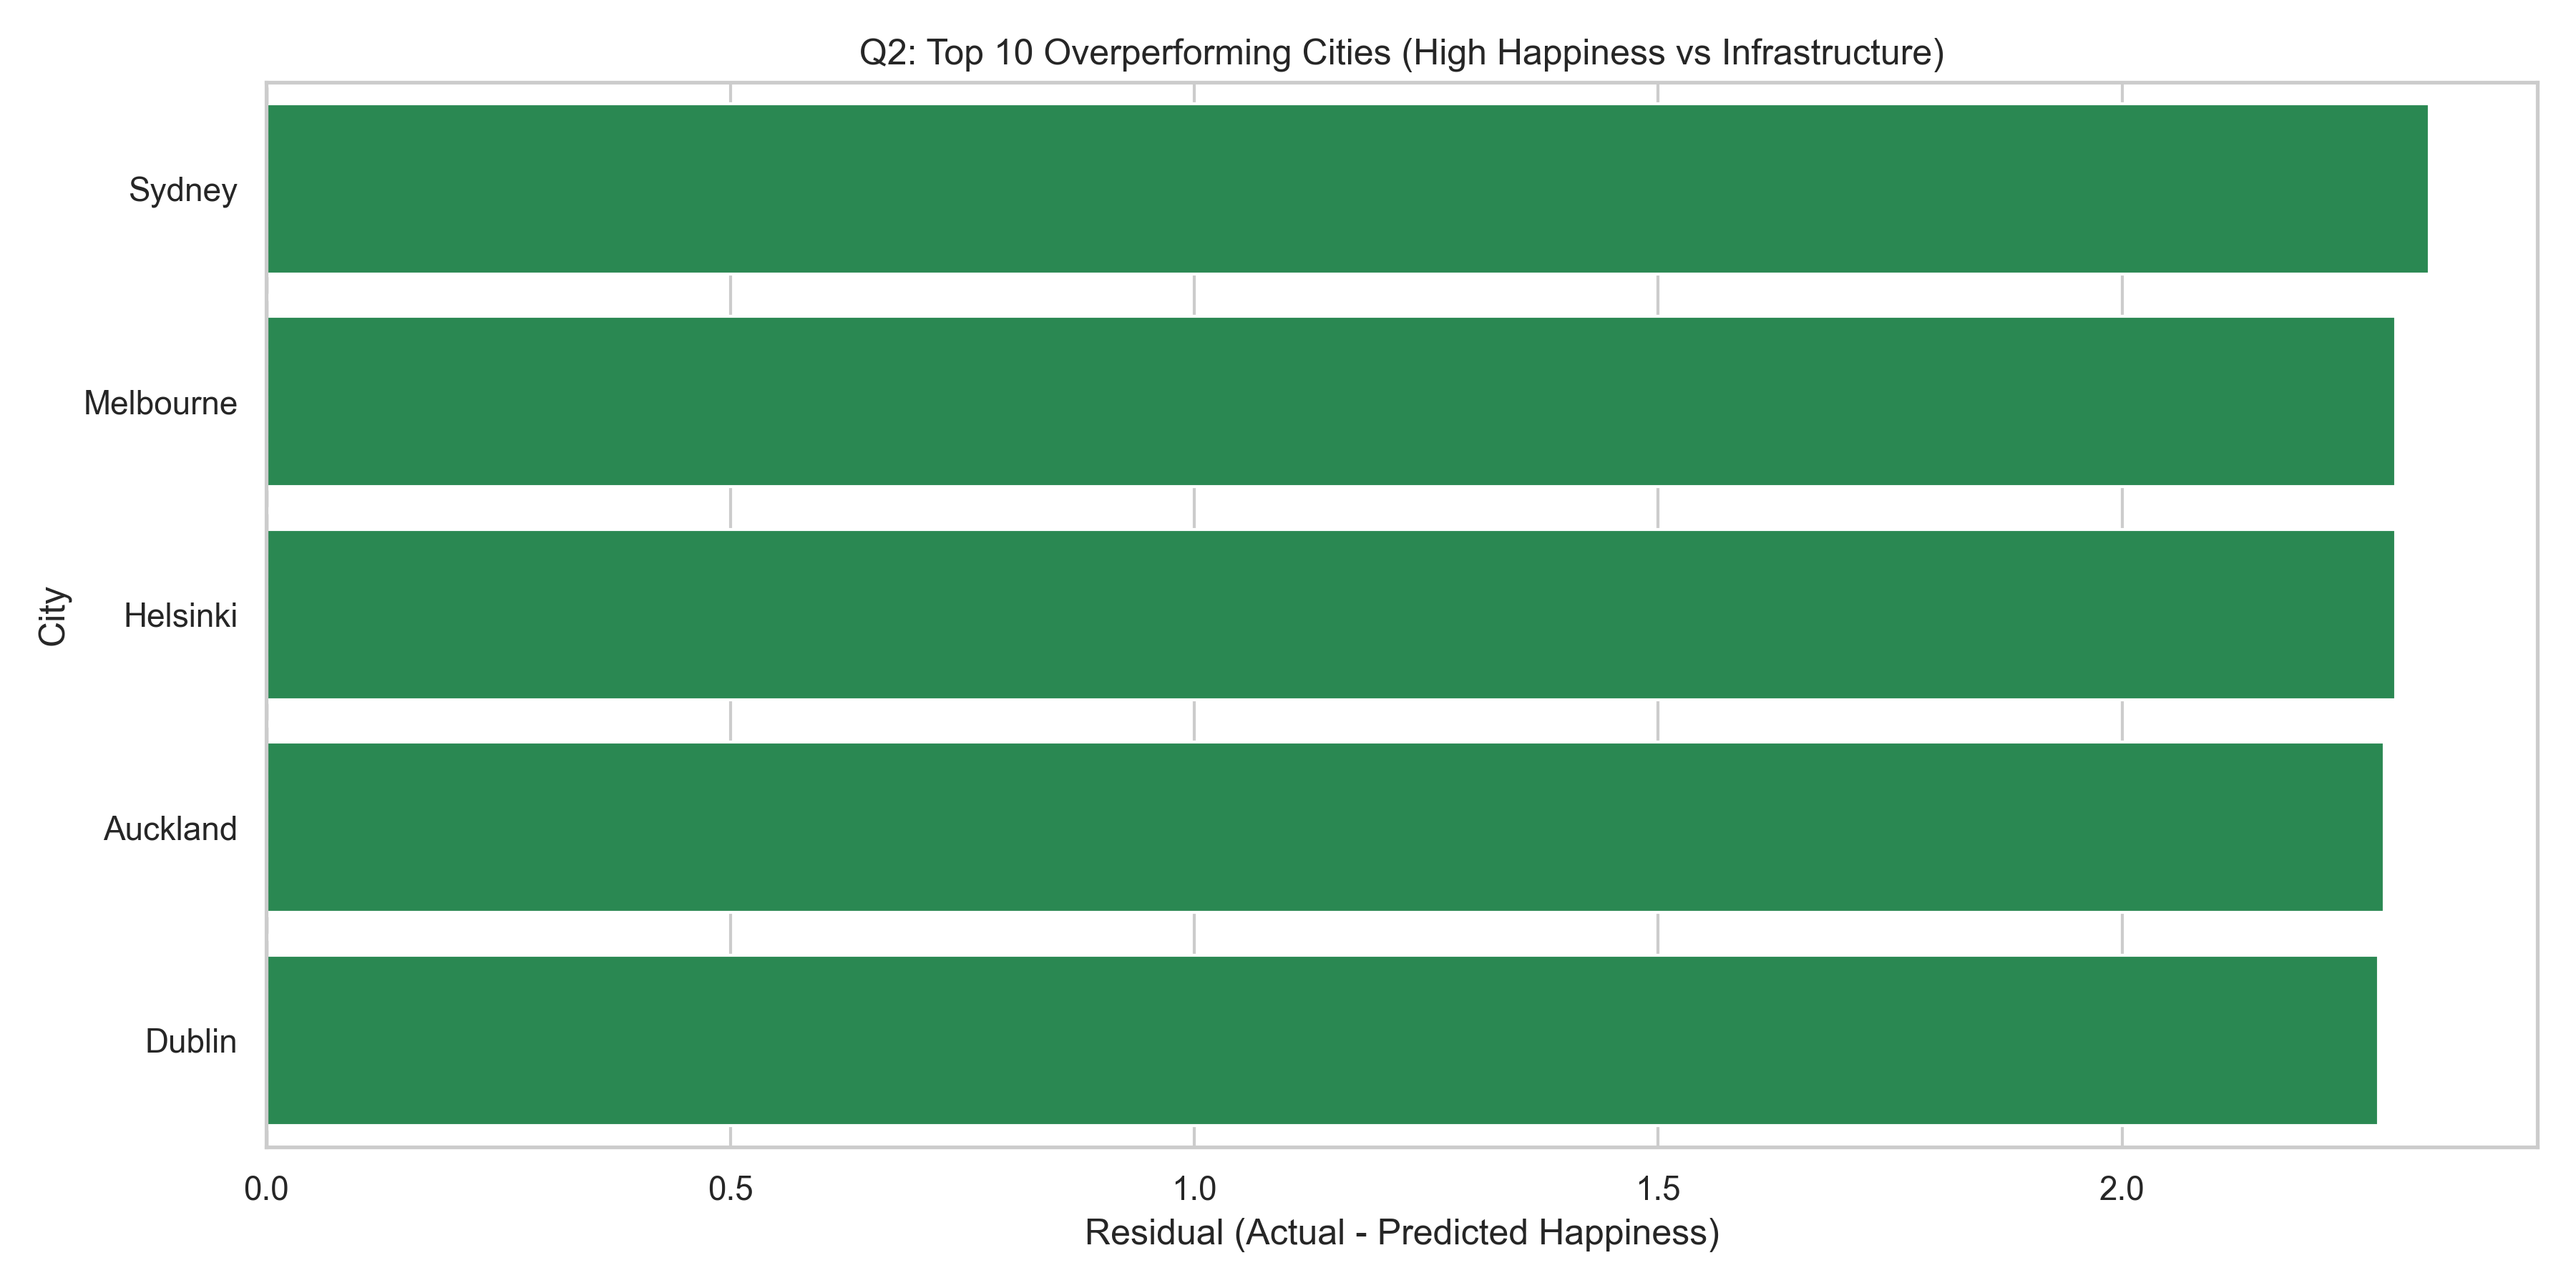 Q2: Top 10 Overperforming Cities (High Happiness vs Infrastructure)
Sydney
Melbourne
Helsinki
Auckland
Dublin
City
0.0 0.5 1.0 1.5 2.0
Residual (Actual - Predicted Happiness)